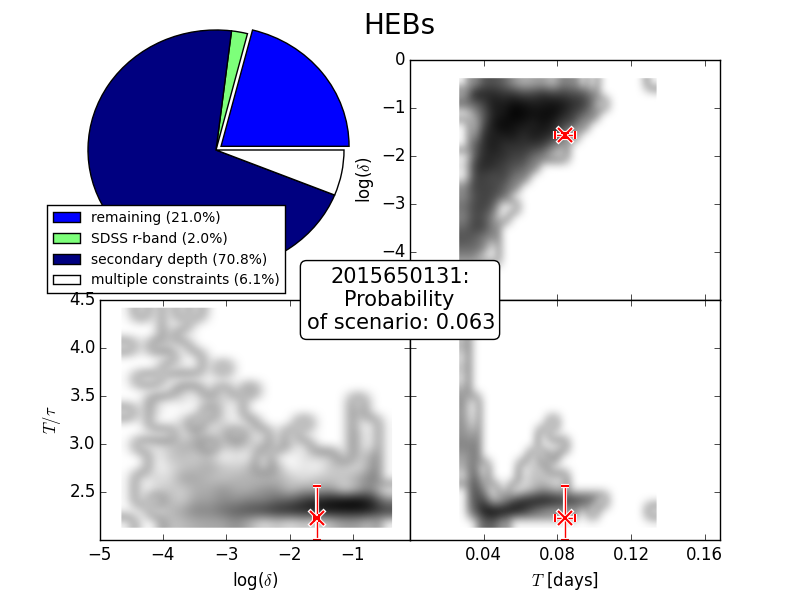 HEBs
remaining (21.0%)
SDSS r-band (2.0%)
secondary depth (70.8%)
multiple constraints (6.1%)
0
−1
−2
−3
−4
log(δ)
2015650131:
Probability
of scenario: 0.063
4.5
4.0
3.5
3.0
2.5
T/τ
−5 −4 −3 −2 −1
log(δ)
0.04 0.08 0.12 0.16
T [days]